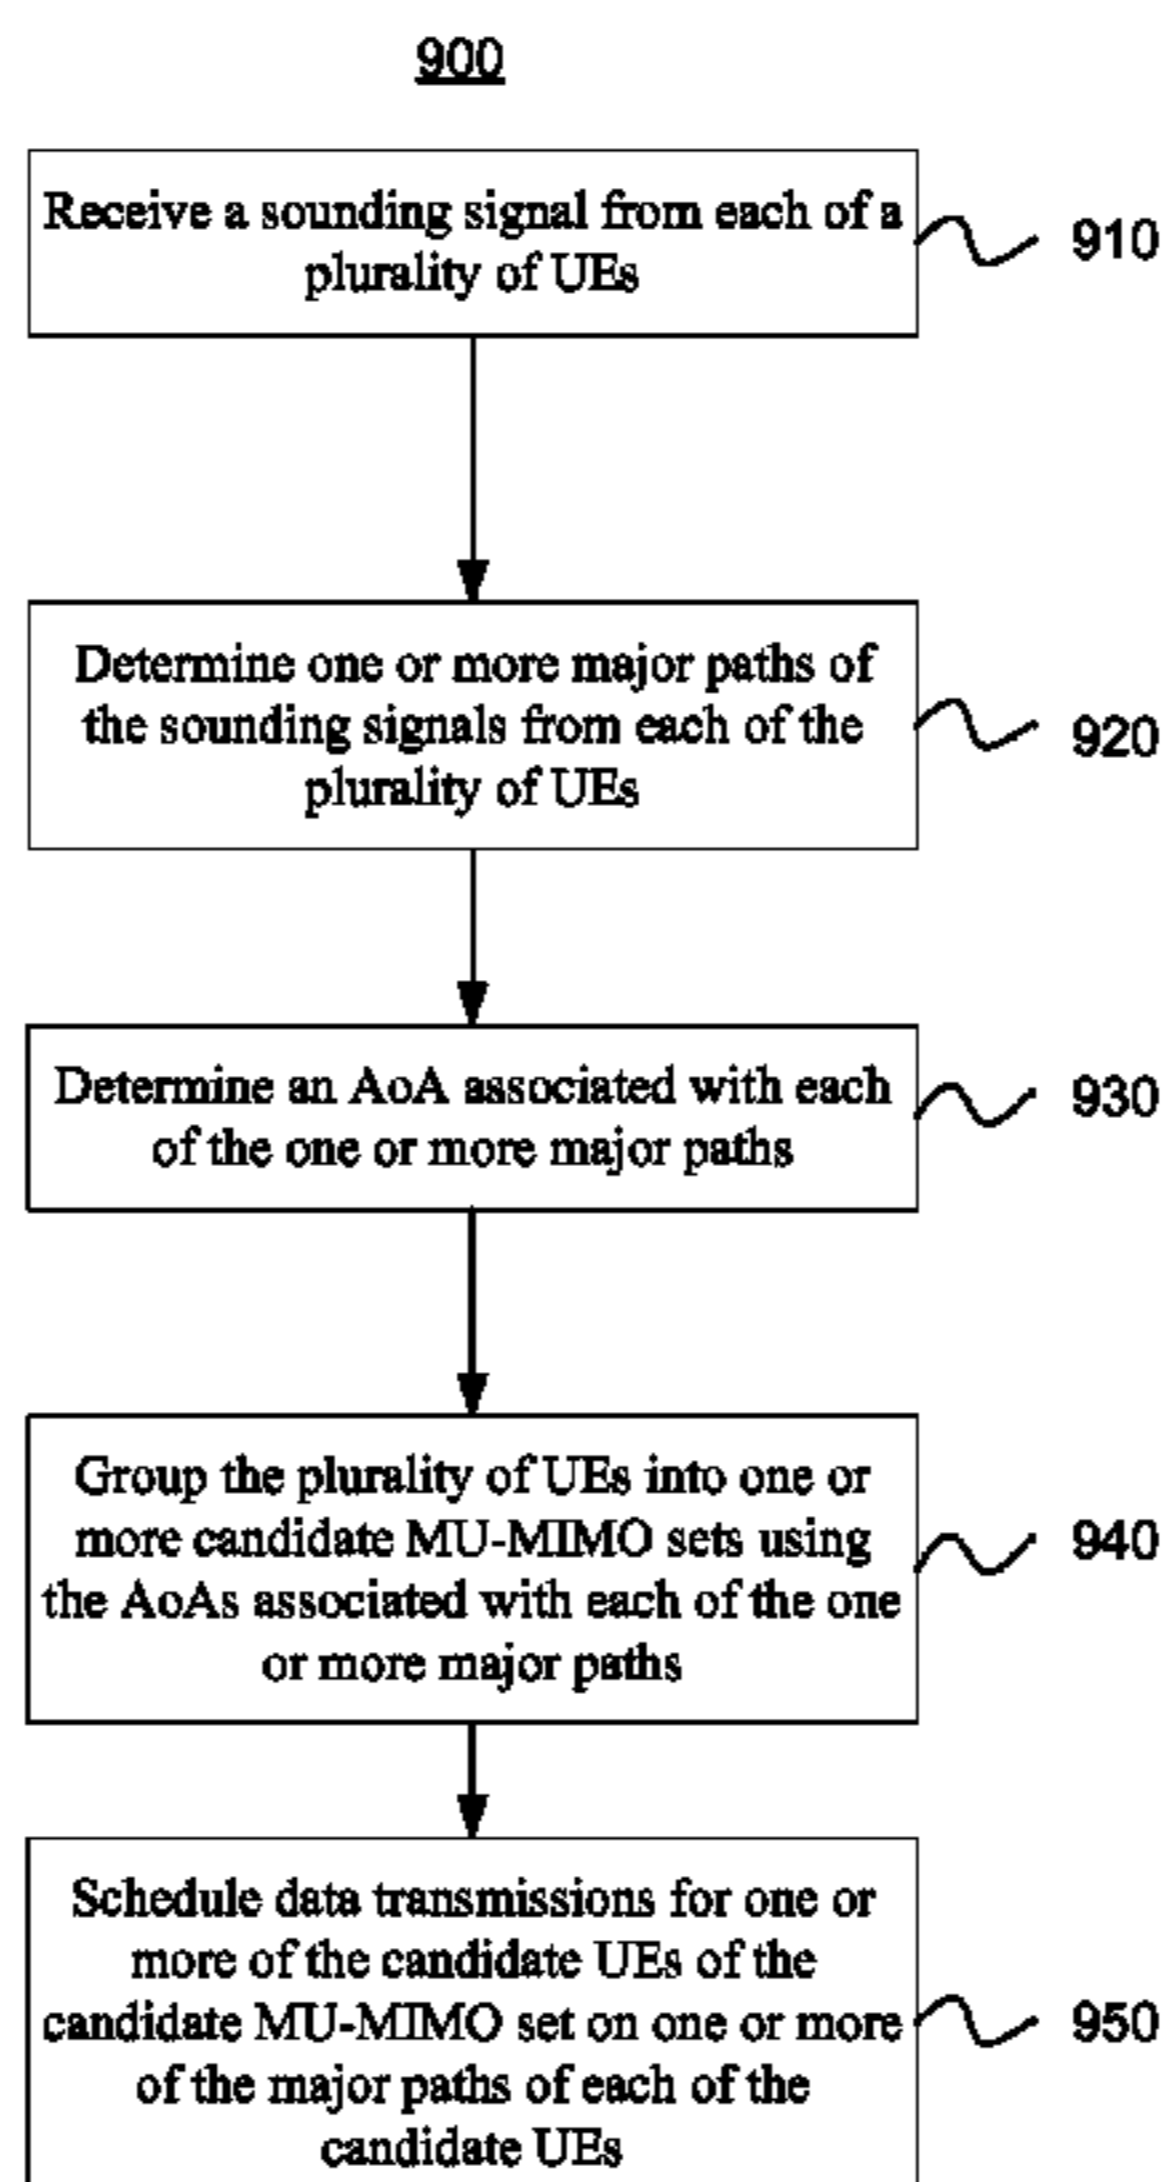 900
Receive a sounding signal from each of a
plurality of UEs
910
Determine one or more major paths of
the sounding signals from each of the
plurality of UEs
920
Determine an AoA associated with each
of the one or more major paths
930
Group the plurality of UEs into one or
more candidate MU-MIMO sets using
the AoAs associated with each of the one
or more major paths
940
Schedule data transmissions for one or
more of the candidate UEs of the
candidate MU-MIMO set on one or more
of the major paths of each of the
candidate UEs
950